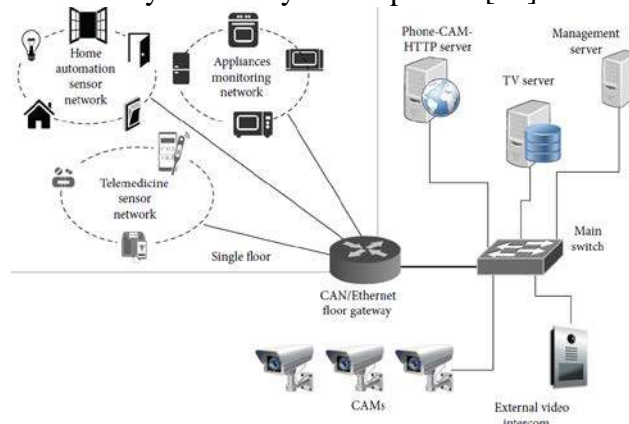 Home
automation
sensor
network
Appliances
monitoring
network
Telemedicine
sensor
network
Single floor
CAN/Ethernet
floor gateway
Phone-CAM-
HTTP server
TV server
Management
server
Main
switch
CAMs
External video
intercom